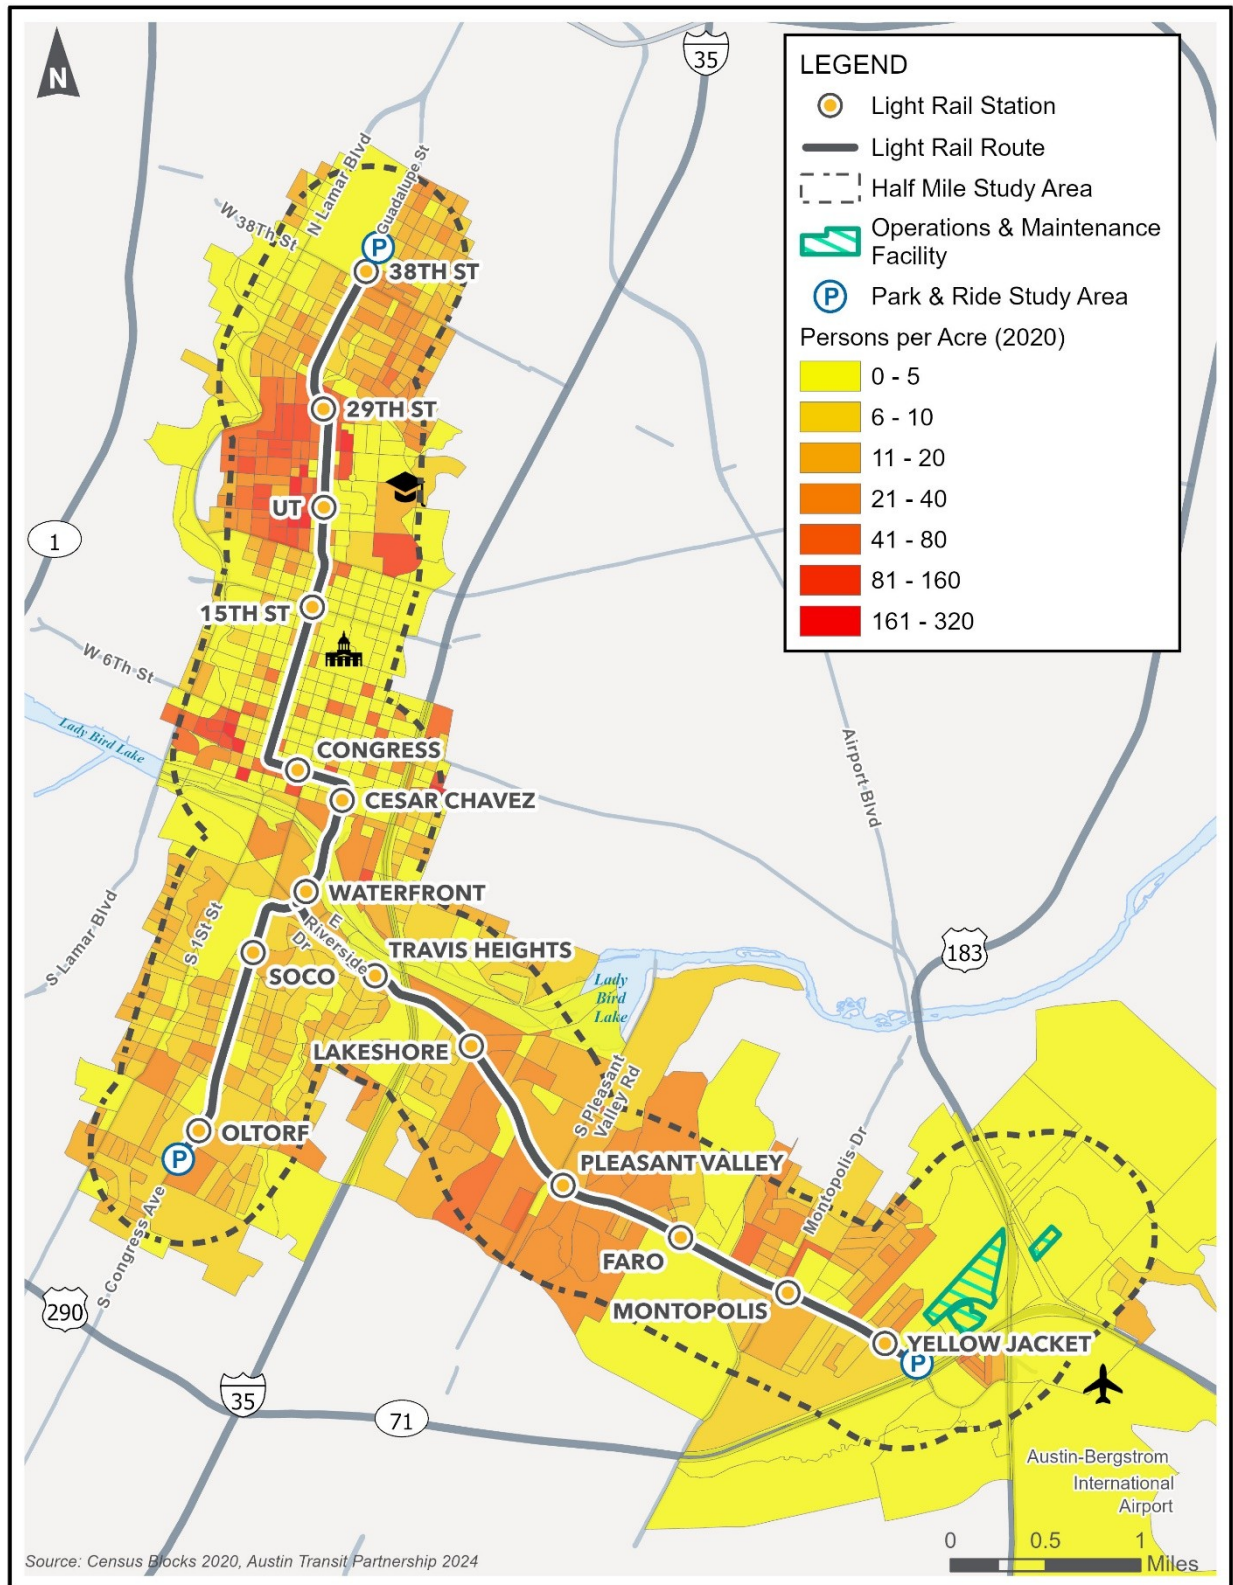 N
35
LEGEND
Light Rail Station
Light Rail Route
Half Mile Study Area
Operations & Maintenance
Facility
P
Park & Ride Study Area
Persons per Acre (2020)
0 - 5
6 - 10
11 - 20
21 - 40
41 - 80
81 - 160
161 - 320
N Lamar Blvd
Guadalupe St
W 38Th St
P
38TH ST
29TH ST
UT
1
15TH ST
W 6Th St
Lady Bird Lake
CONGRESS
CESAR CHAVEZ
Airport Blvd
WATERFRONT
S Lamar Blvd
S 1St St
E
Riverside
Dr
TRAVIS HEIGHTS
SOCO
183
Lady
Bird
Lake
LAKESHORE
S Pleasant
Valley Rd
OLTORF
P
PLEASANT VALLEY
Montopolis Dr
S Congress Ave
FARO
MONTOPOLIS
290
YELLOW JACKET
P
35
71
Austin-Bergstrom
International
Airport
0 0.5 1
Miles
Source: Census Blocks 2020, Austin Transit Partnership 2024